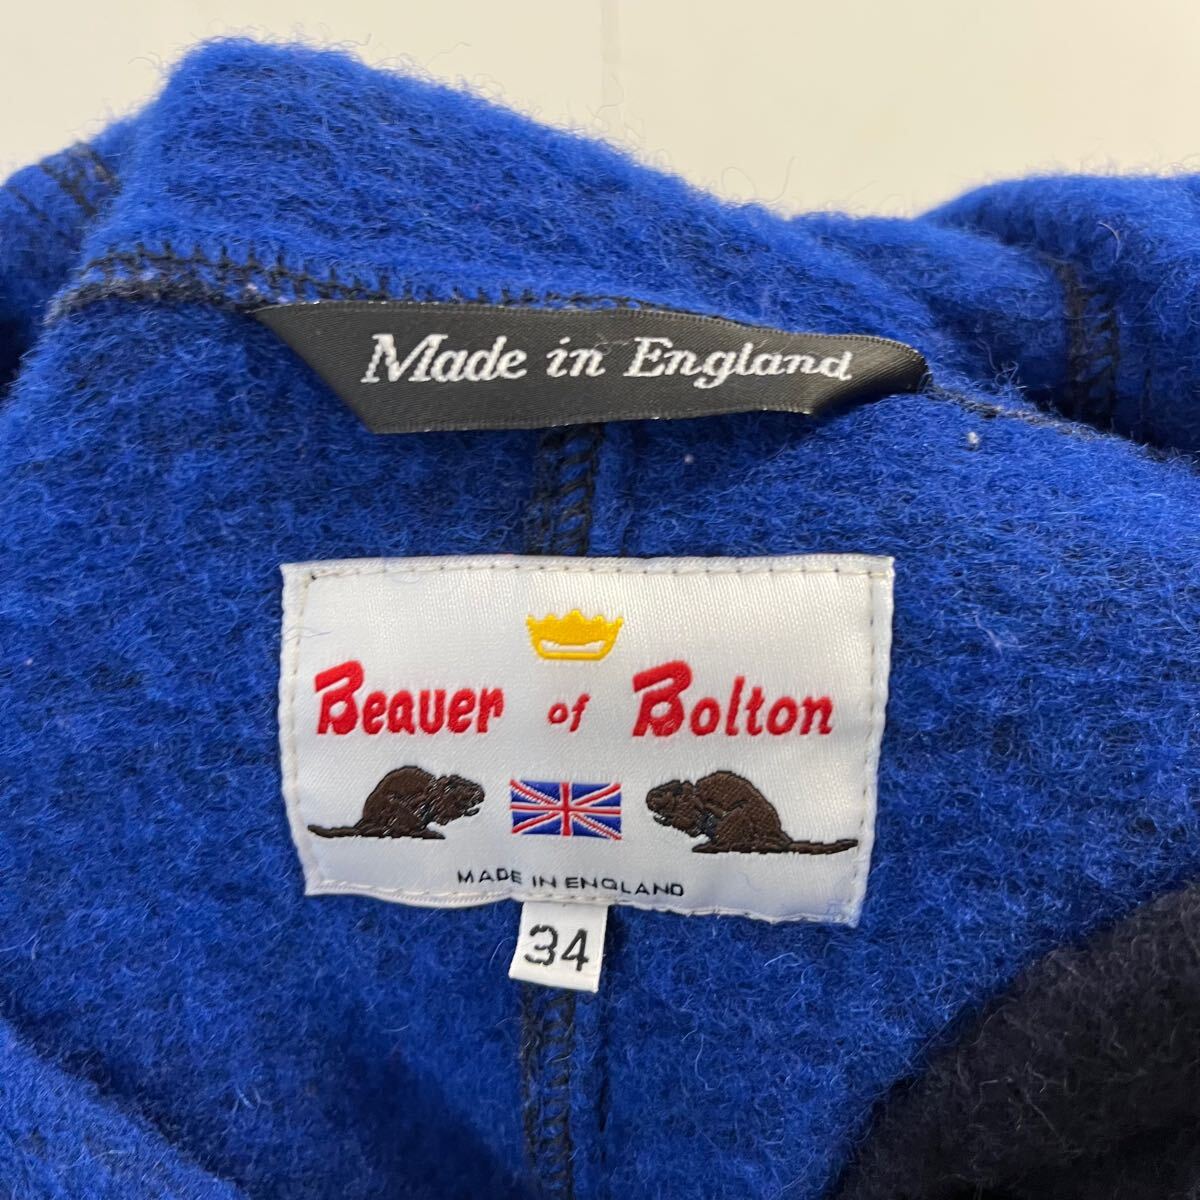 Made in England
Beaver of Bolton
MADE IN ENGLAND
34